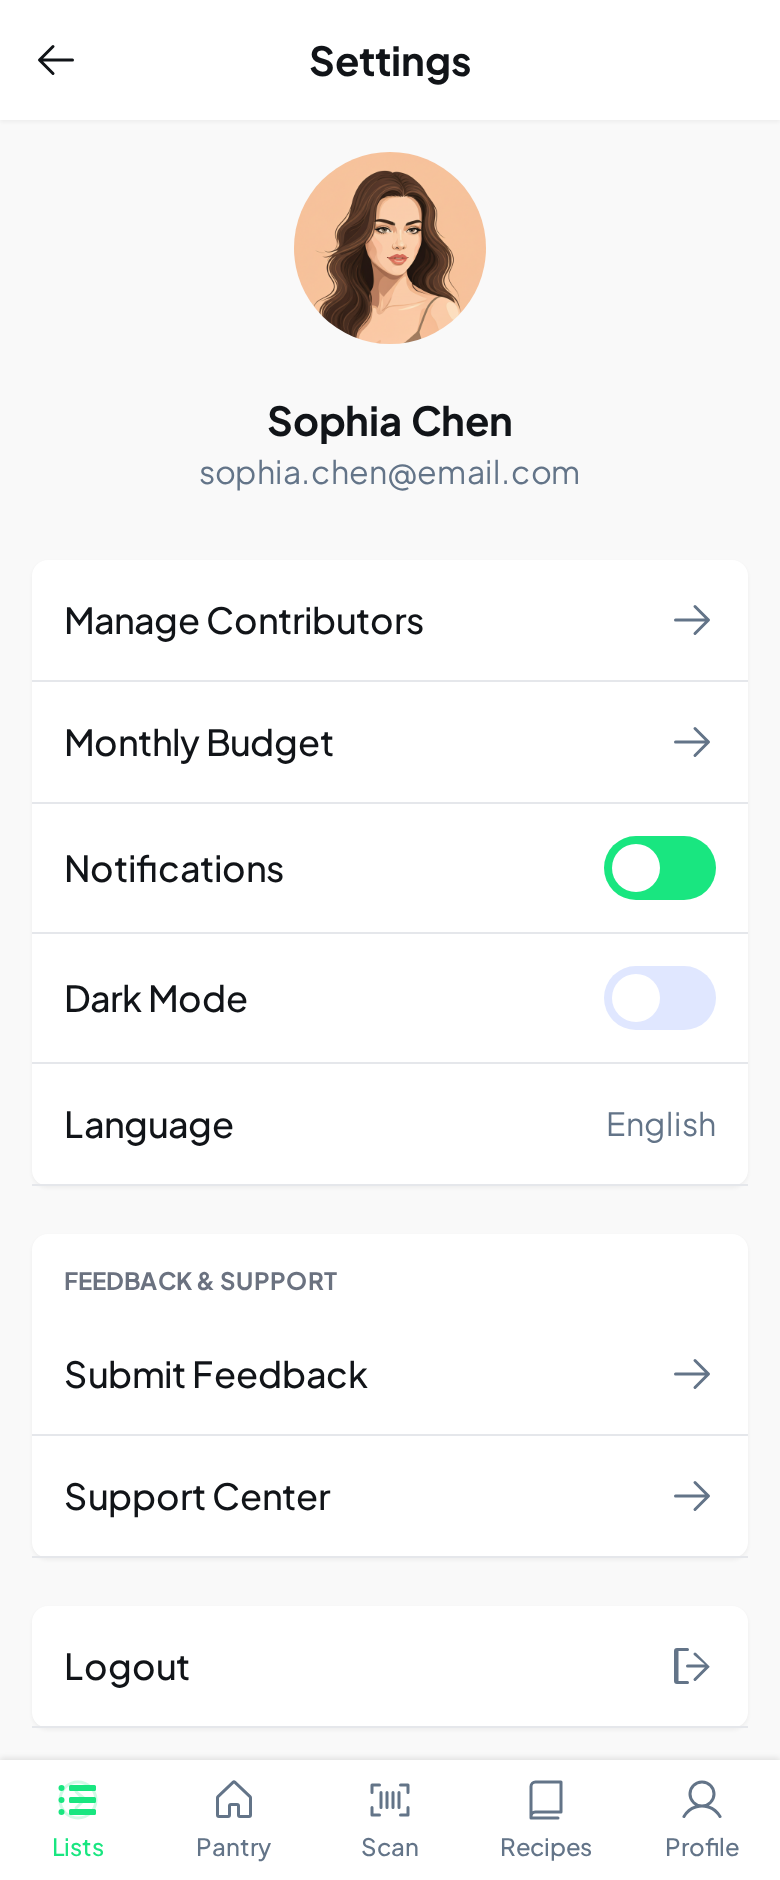 Settings
Sophia Chen
sophia.chen@email.com
Manage Contributors
Monthly Budget
Notifications
Dark Mode
Language English
FEEDBACK & SUPPORT
Submit Feedback
Support Center
Logout
Lists Pantry Scan Recipes Profile